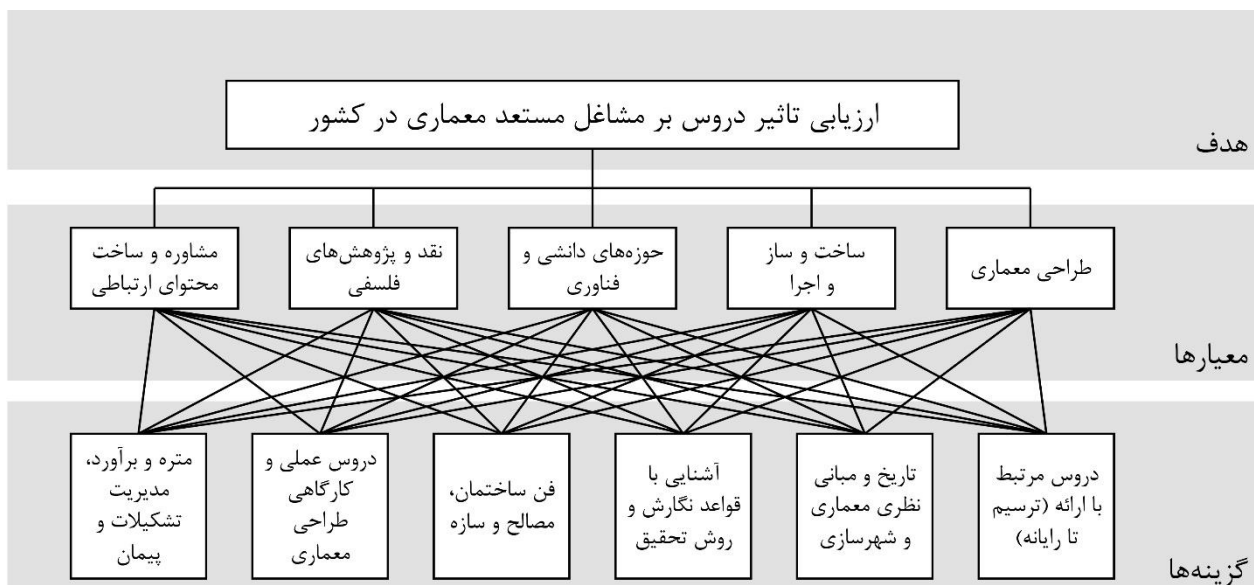 ارزیابی تاثیر دروس بر مشاغل مستعد معماری در کشور
هدف
طراحی معماری
ساخت و ساز
و اجرا
حوزه‌های دانشی و
فناوری
نقد و پژوهش‌های
فلسفی
مشاوره و ساخت
محتوای ارتباطی
معیارها
دروس مرتبط
با ارائه (ترسیم
تا رایانه)
تاریخ و مبانی
نظری معماری
و شهرسازی
آشنایی با
قواعد نگارش و
روش تحقیق
فن ساختمان،
مصالح و سازه
دروس عملی و
کارگاهی
طراحی
معماری
متره و برآورد،
مدیریت
تشکیلات و
پیمان
گزینه‌ها